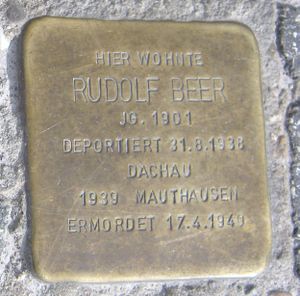 HIER WOHNTE
RUDOLF BEER
JG. 1901
DEPORTIERT 31.8.1938
DACHAU
1939 MAUTHAUSEN
ERMORDET 17.4.1940